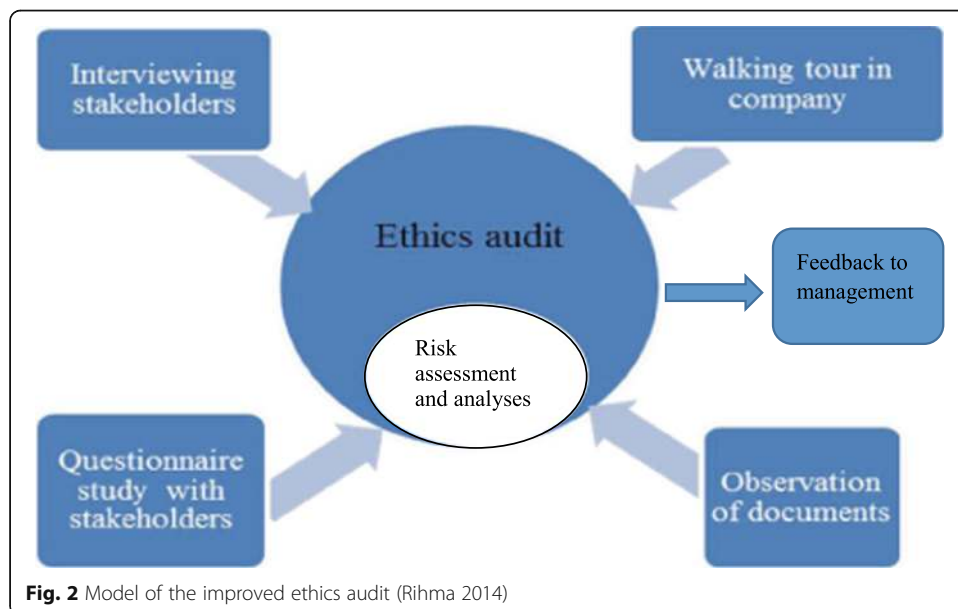 Interviewing
stakeholders
Walking tour in
company
Ethics audit
Feedback to
management
Risk
assessment
and analyses
Questionnaire
study with
stakeholders
Observation
of documents
Fig. 2 Model of the improved ethics audit (Rihma 2014)